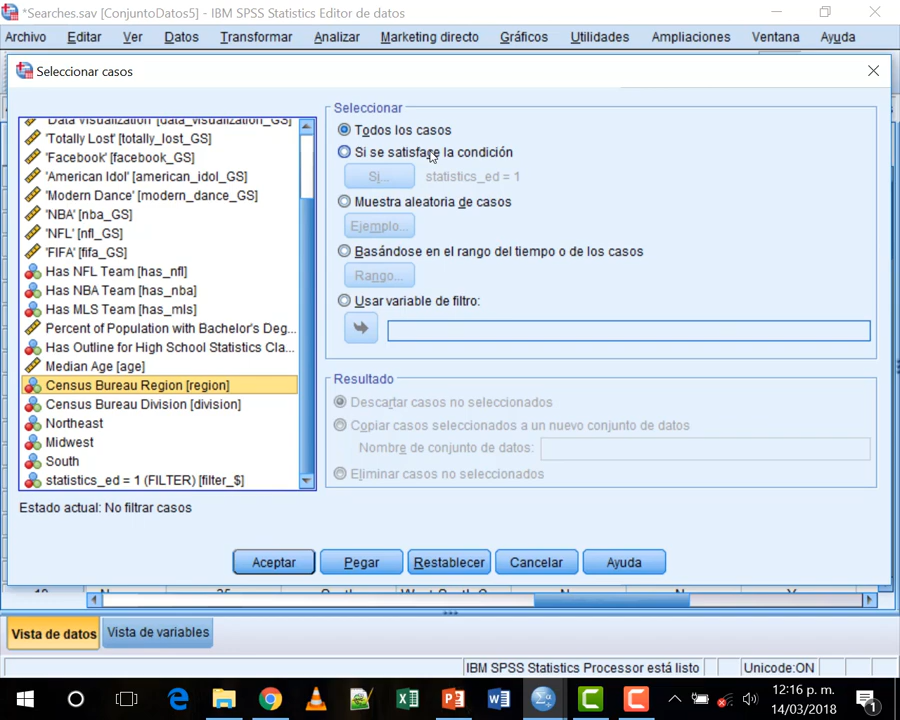 *Searches.sav [ConjuntoDatos5] - IBM SPSS Statistics Editor de datos
Archivo Editar Ver Datos Transformar Analizar Marketing directo Gráficos Utilidades Ampliaciones Ventana Ayuda
Seleccionar casos
'Data Visualization' [data_visualization_GS]
'Totally Lost' [totally_lost_GS]
'Facebook' [facebook_GS]
'American Idol' [american_idol_GS]
'Modern Dance' [modern_dance_GS]
'NBA' [nba_GS]
'NFL' [nfl_GS]
'FIFA' [fifa_GS]
Has NFL Team [has_nfl]
Has NBA Team [has_nba]
Has MLS Team [has_mls]
Percent of Population with Bachelor's Deg...
Has Outline for High School Statistics Cla...
Median Age [age]
Census Bureau Region [region]
Census Bureau Division [division]
Northeast
Midwest
South
statistics_ed = 1 (FILTER) [filter_$]
Seleccionar
Todos los casos
Si se satisface la condición
Si... statistics_ed = 1
Muestra aleatoria de casos
Ejemplo...
Basándose en el rango del tiempo o de los casos
Rango...
Usar variable de filtro:
Resultado
Descartar casos no seleccionados
Copiar casos seleccionados a un nuevo conjunto de datos
Nombre de conjunto de datos:
Eliminar casos no seleccionados
Estado actual: No filtrar casos
Aceptar Pegar Restablecer Cancelar Ayuda
Vista de datos Vista de variables
IBM SPSS Statistics Processor está listo Unicode:ON
12:16 p. m.
14/03/2018
1